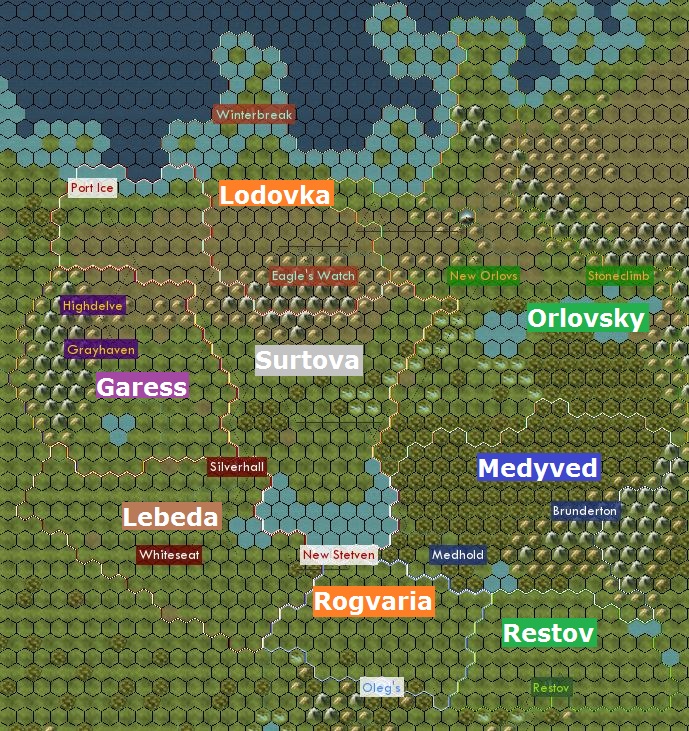 Winterbreak
Port Ice
Lodovka
Eagle's Watch
New Orlovs
Stoneclimb
Highdelve
Orlovsky
Grayhaven
Surtova
Garess
Silverhall
Medyved
Lebeda
Brunderton
Whiteseat
New Stetven
Medhold
Rogvaria
Restov
Oleg's
Restov